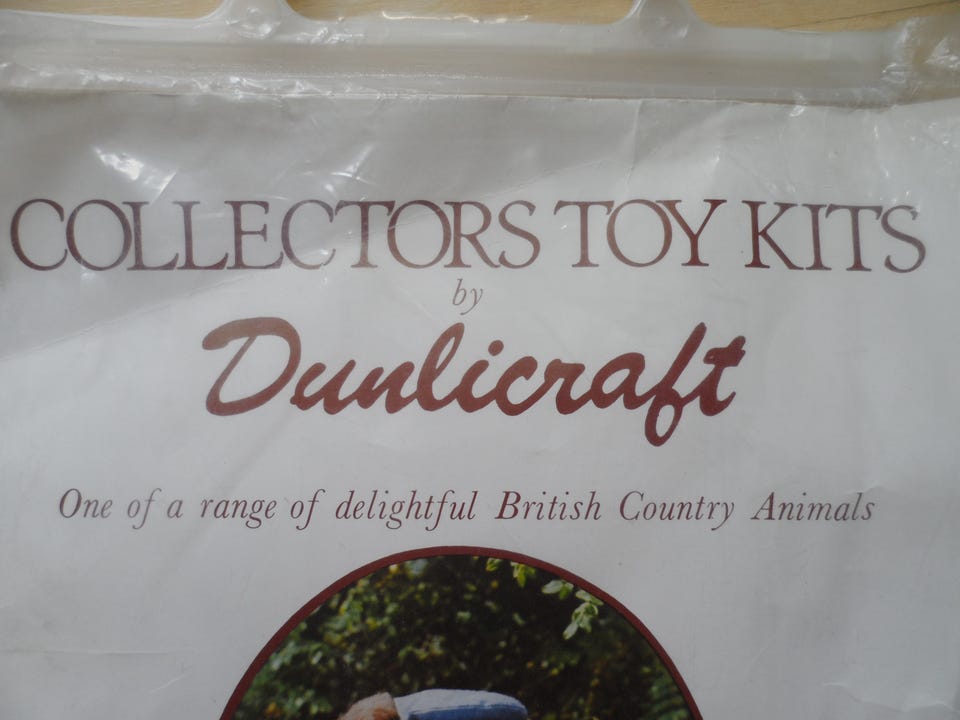 COLLECTORS TOY KITS
by
Dunlicraft
One of a range of delightful British Country Animals